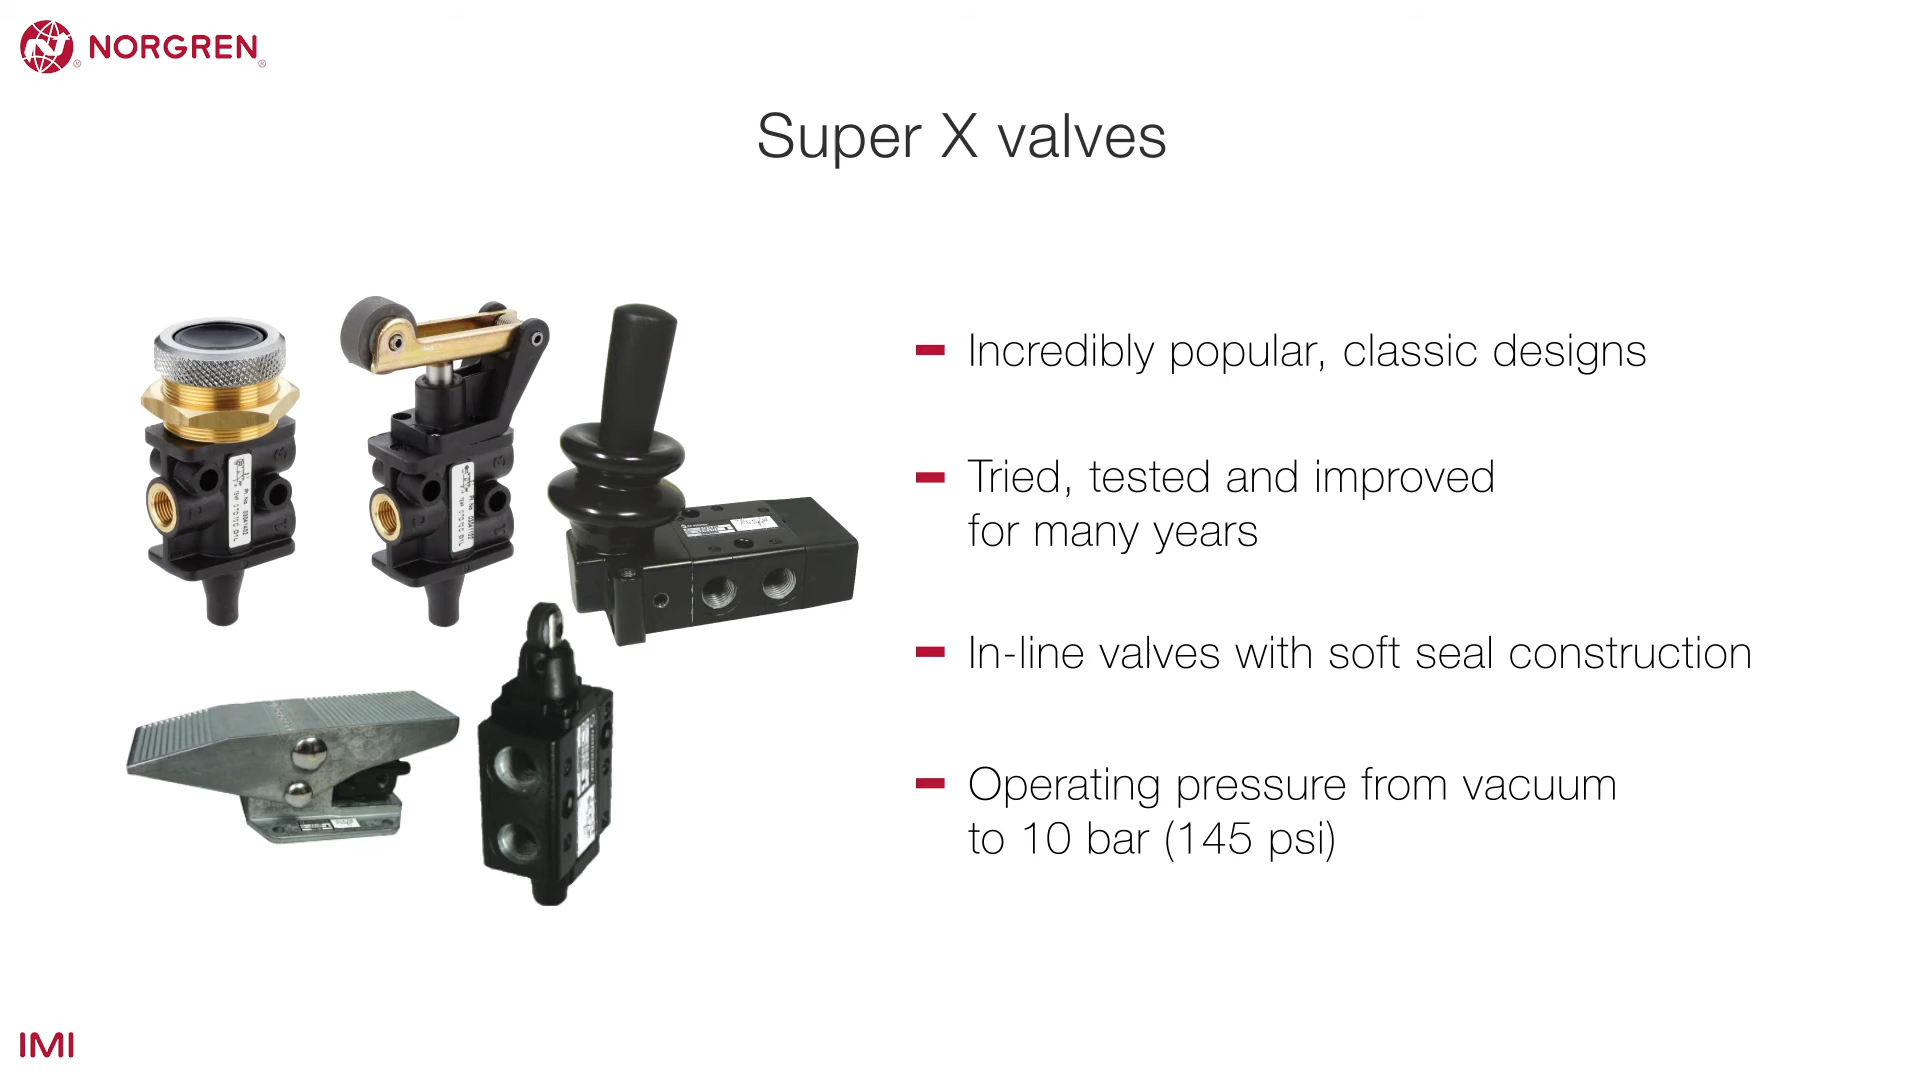 NORGREN
Super X valves
Incredibly popular, classic designs
Tried, tested and improved
for many years
In-line valves with soft seal construction
Operating pressure from vacuum
to 10 bar (145 psi)
IMI